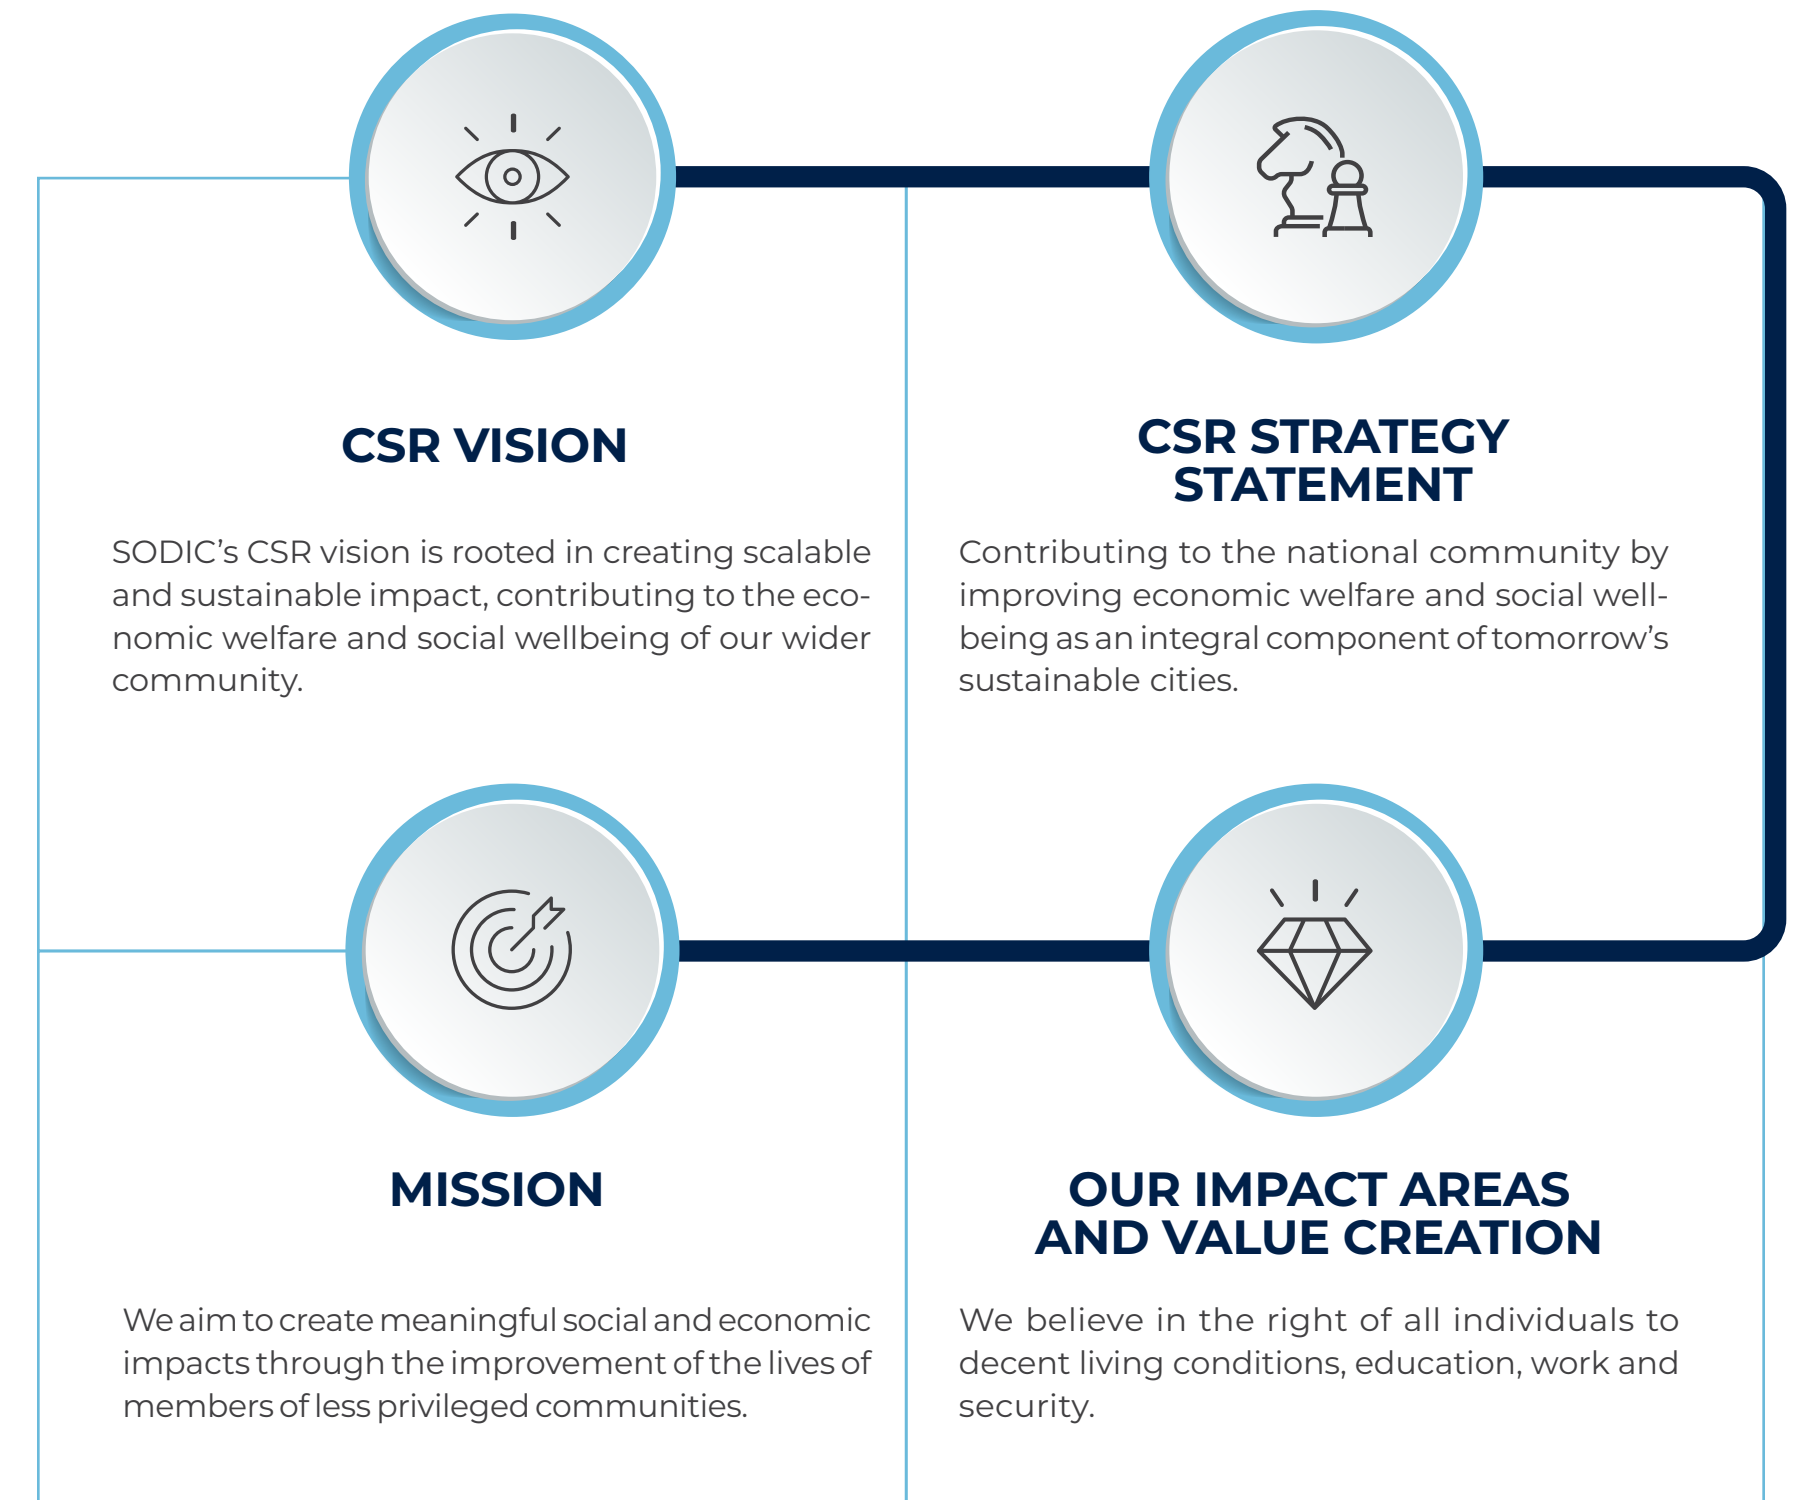 CSR VISION
SODIC’s CSR vision is rooted in creating scalable
and sustainable impact, contributing to the eco-
nomic welfare and social wellbeing of our wider
community.
CSR STRATEGY
STATEMENT
Contributing to the national community by
improving economic welfare and social well-
being as an integral component of tomorrow’s
sustainable cities.
MISSION
We aim to create meaningful social and economic
impacts through the improvement of the lives of
members of less privileged communities.
OUR IMPACT AREAS
AND VALUE CREATION
We believe in the right of all individuals to
decent living conditions, education, work and
security.